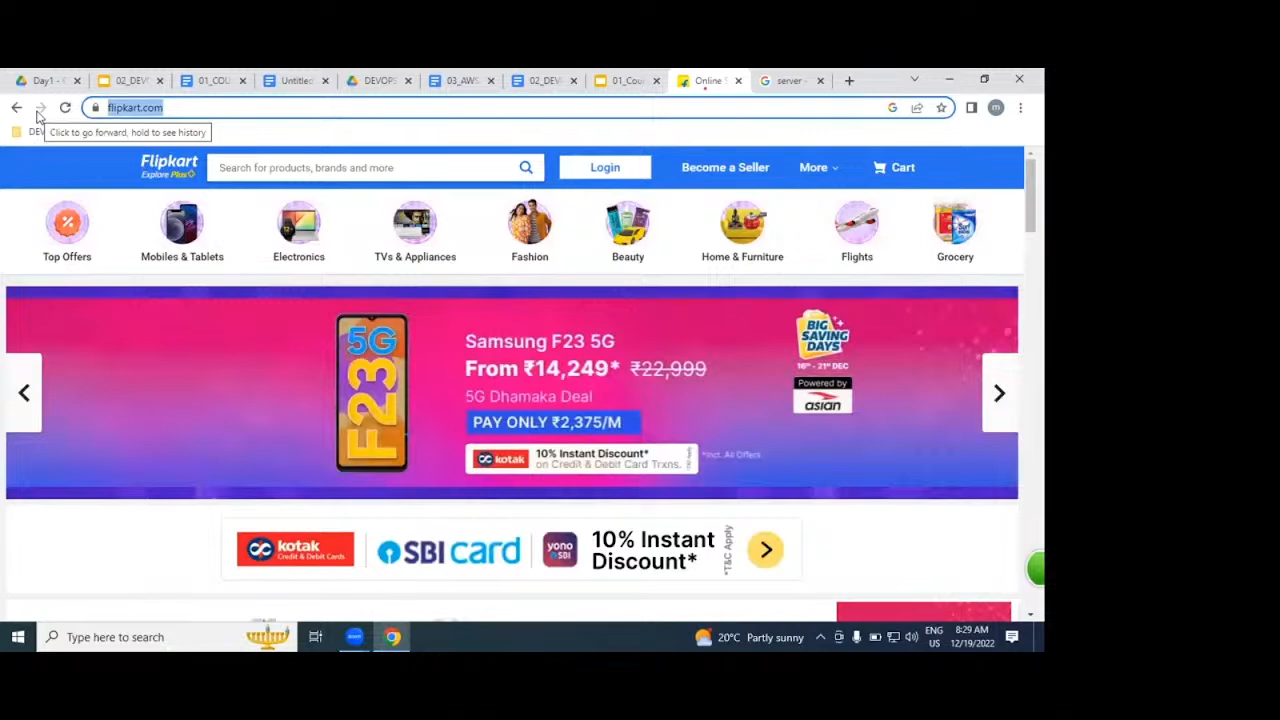 Day1 -
02_DEV
01_COU
Untitled
DEVOPS
03_AWS
02_DEV
01_Cou
Online
server -
flipkart.com
DEV
Click to go forward, hold to see history
Flipkart
Explore Plus
Search for products, brands and more
Login
Become a Seller
More
Cart
Top Offers
Mobiles & Tablets
Electronics
TVs & Appliances
Fashion
Beauty
Home & Furniture
Flights
Grocery
5G
F23
Samsung F23 5G
From ₹14,249* ₹22,999
5G Dhamaka Deal
PAY ONLY ₹2,375/M
kotak
10% Instant Discount*
on Credit & Debit Card Trxns.
*Incl. All Offers
BIG
SAVING
DAYS
16th - 21st DEC
Powered by
asian
kotak
Credit & Debit Cards
SBI card
yono
SBI
10% Instant
Discount*
*T&C Apply
Type here to search
20°C Partly sunny
ENG
US
8:29 AM
12/19/2022